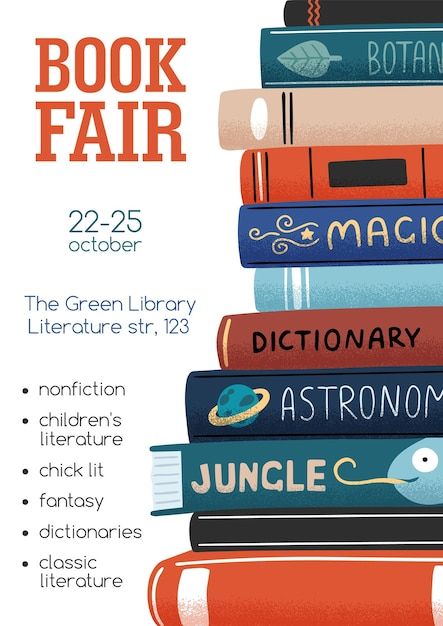 BOOK
FAIR
22-25
october
The Green Library
Literature str, 123
• nonfiction
• children's
literature
• chick lit
• fantasy
• dictionaries
• classic
literature
BOTAN
MAGIC
DICTIONARY
ASTRONOM
JUNGLE